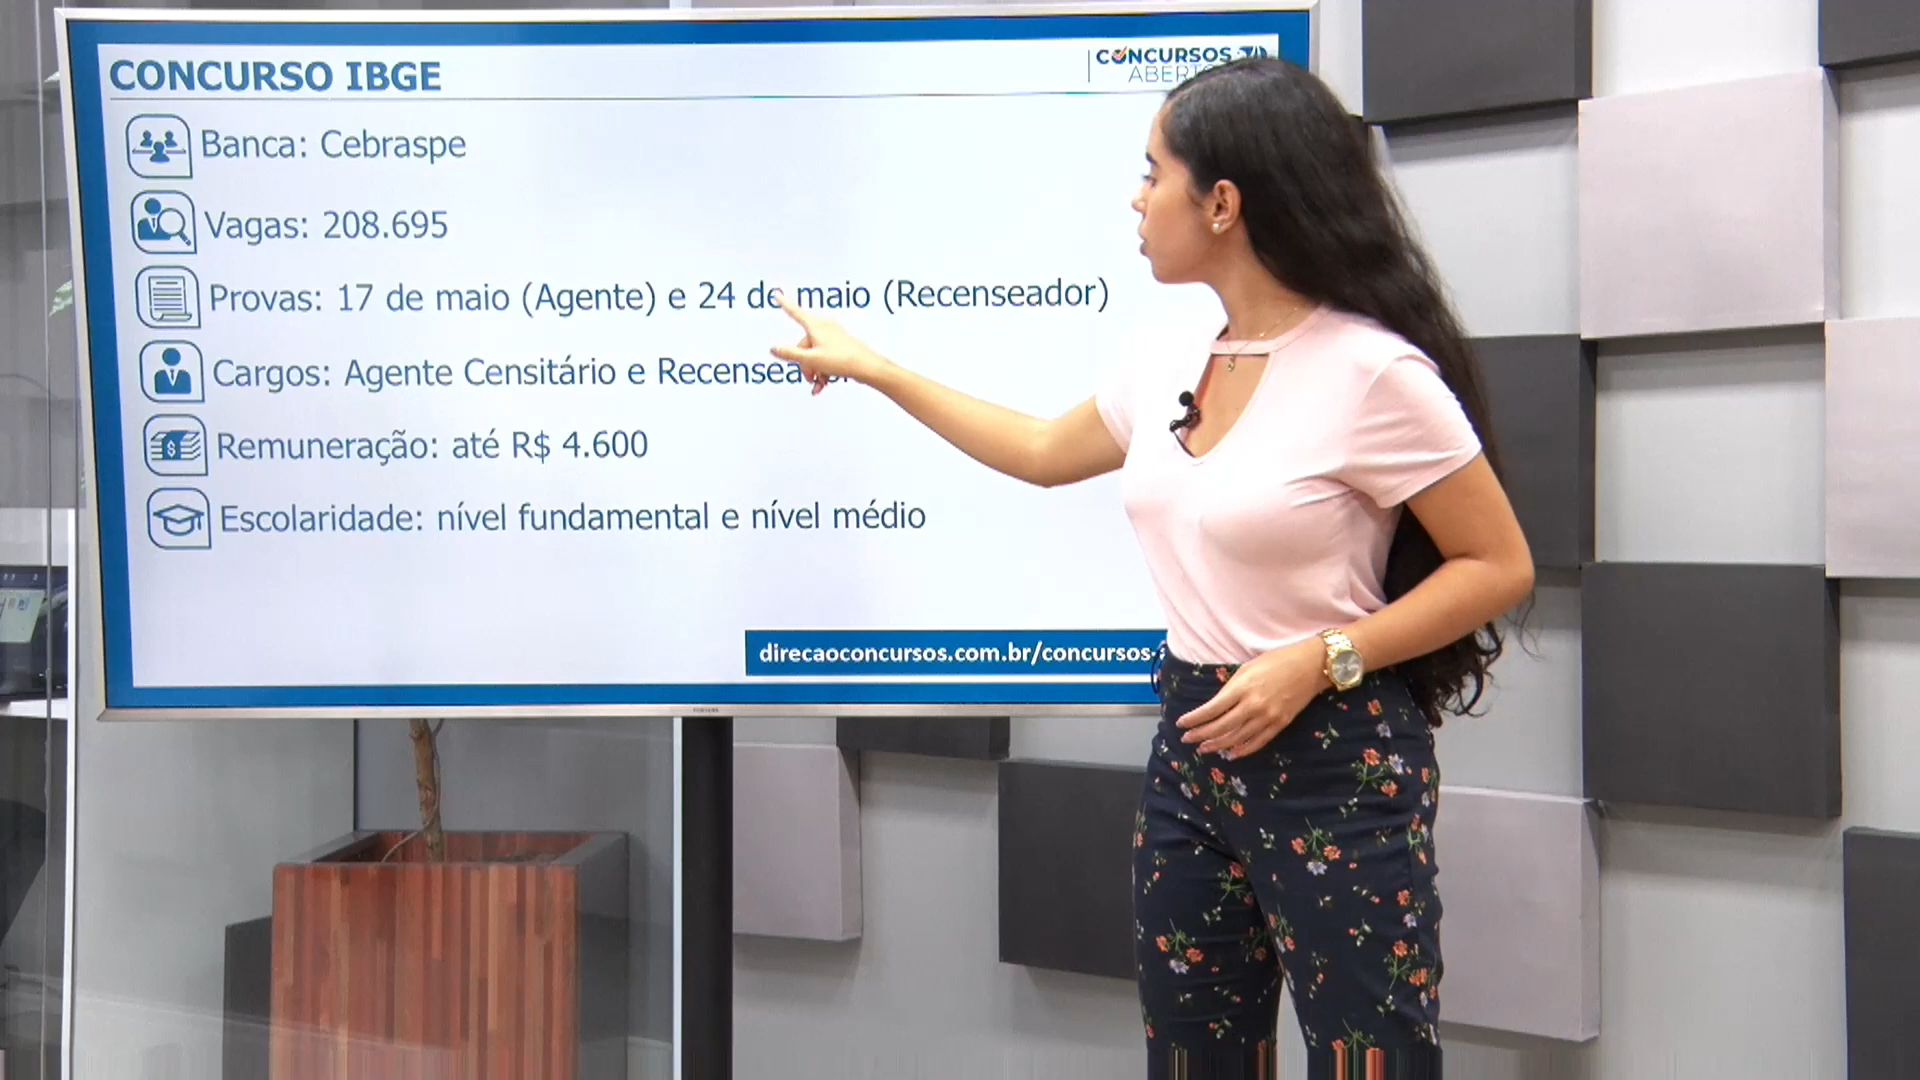 CONCURSO IBGE
CONCURSOS
Banca: Cebraspe
Vagas: 208.695
Provas: 17 de maio (Agente) e 24 de maio (Recenseador)
Cargos: Agente Censitário e
Remuneração: até R$ 4.600
Escolaridade: nível fundamental e nível médio
direcaoconcursos.com.br/concursos-